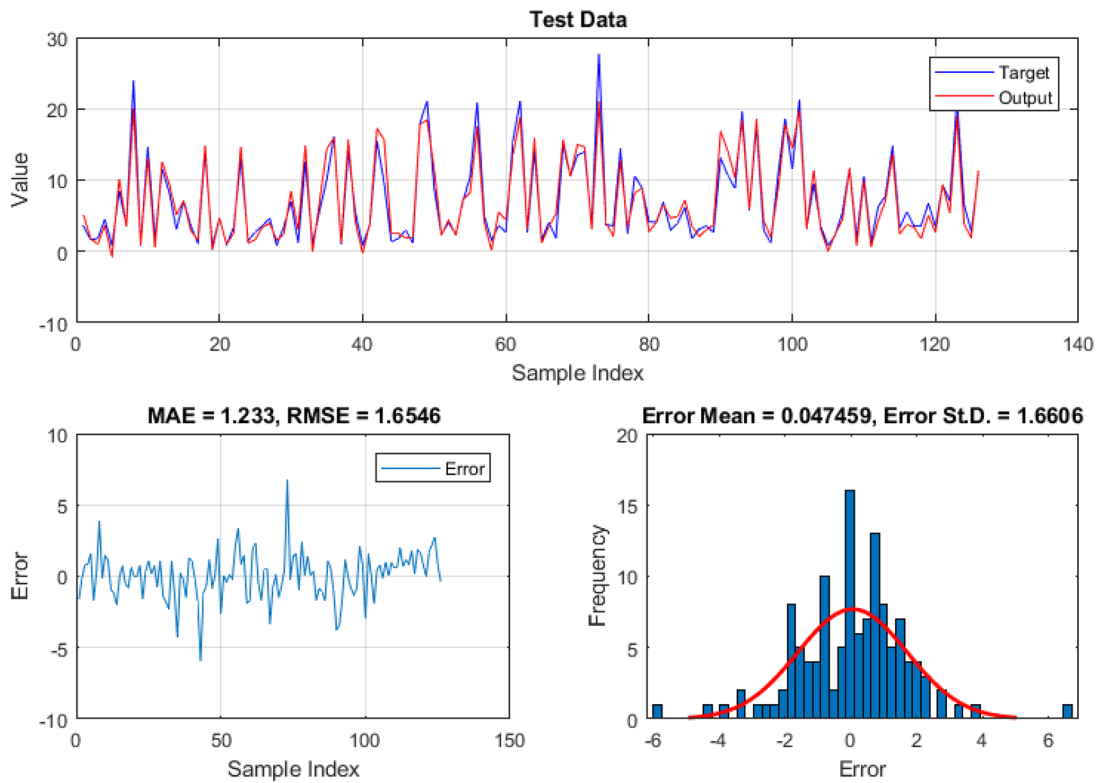 Test Data
30
20
10
0
-10
Value
Target
Output
0 20 40 60 80 100 120 140
Sample Index
MAE = 1.233, RMSE = 1.6546
10
5
0
-5
-10
Error
Error
0 50 100 150
Sample Index
Error Mean = 0.047459, Error St.D. = 1.6606
20
15
10
5
0
Frequency
-6 -4 -2 0 2 4 6
Error